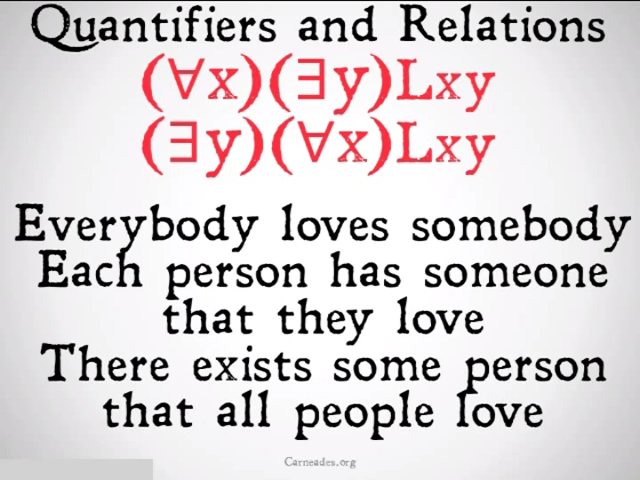 Quantifiers and Relations
(∀x)(∃y)Lxy
(∃y)(∀x)Lxy
Everybody loves somebody
Each person has someone
that they love
There exists some person
that all people love
Carneades.org